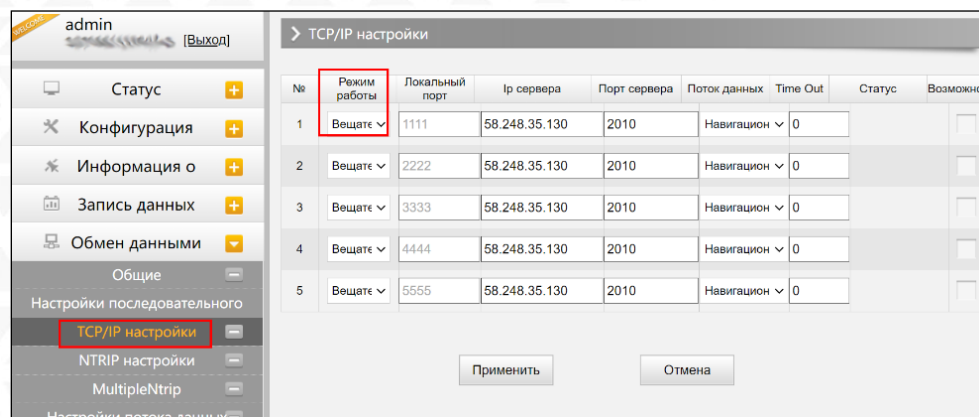 WELCOME
admin
[Выход]
Статус
Конфигурация
Информация о
Запись данных
Обмен данными
Общие
Настройки последовательного
TCP/IP настройки
NTRIP настройки
MultipleNtrip
Настройки потока данных
TCP/IP настройки
№ Режим работы Локальный порт Ip сервера Порт сервера Поток данных Time Out Статус Возможно
1 Вещате 1111 58.248.35.130 2010 Навигацион 0
2 Вещате 2222 58.248.35.130 2010 Навигацион 0
3 Вещате 3333 58.248.35.130 2010 Навигацион 0
4 Вещате 4444 58.248.35.130 2010 Навигацион 0
5 Вещате 5555 58.248.35.130 2010 Навигацион 0
Применить Отмена